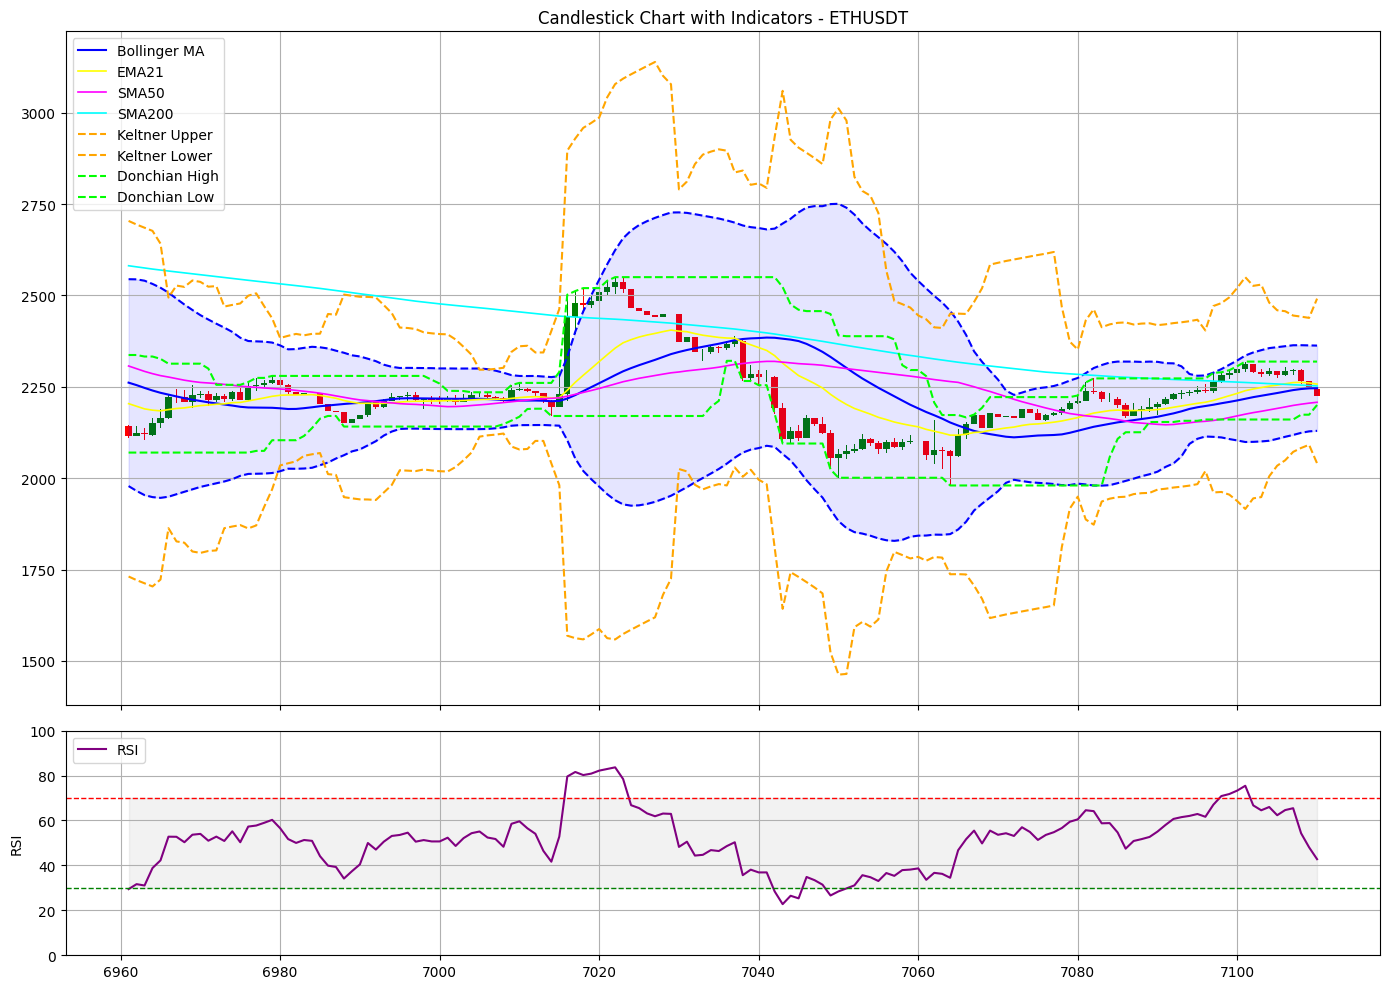 Candlestick Chart with Indicators - ETHUSDT
Bollinger MA
EMA21
SMA50
SMA200
Keltner Upper
Keltner Lower
Donchian High
Donchian Low
3000
2750
2500
2250
2000
1750
1500
RSI
100
80
60
40
20
0
RSI
6960
6980
7000
7020
7040
7060
7080
7100